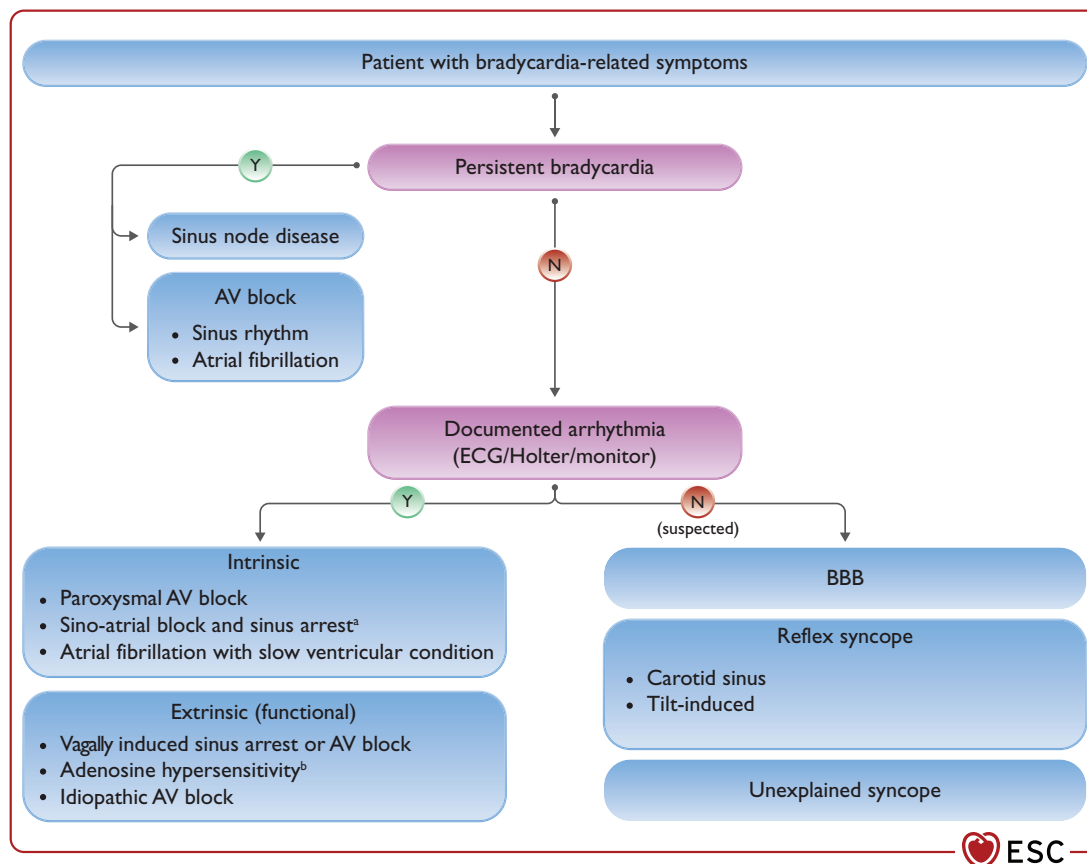 Patient with bradycardia-related symptoms
Y
Persistent bradycardia
Sinus node disease
N
AV block
• Sinus rhythm
• Atrial fibrillation
Documented arrhythmia
(ECG/Holter/monitor)
Y
N
(suspected)
Intrinsic
• Paroxysmal AV block
• Sino-atrial block and sinus arrestᵃ
• Atrial fibrillation with slow ventricular condition
Extrinsic (functional)
• Vagally induced sinus arrest or AV block
• Adenosine hypersensitivityᵇ
• Idiopathic AV block
BBB
Reflex syncope
• Carotid sinus
• Tilt-induced
Unexplained syncope
ESC